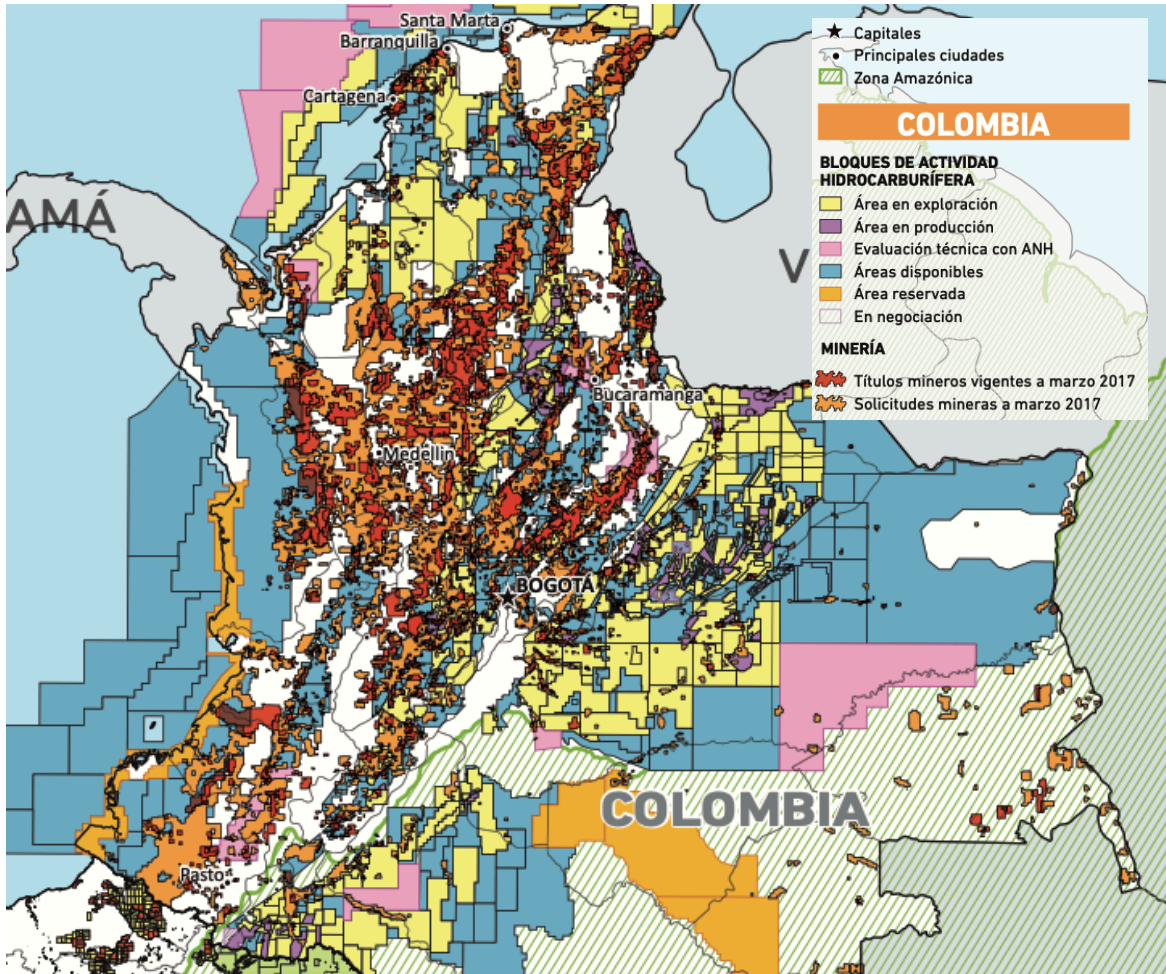 Santa Marta
Barranquilla
Cartagena
AMÁ
V
Bucaramanga
Medellín
BOGOTÁ
COLOMBIA
Pasto
Capitales
Principales ciudades
Zona Amazónica
COLOMBIA
BLOQUES DE ACTIVIDAD
HIDROCARBURÍFERA
Área en exploración
Área en producción
Evaluación técnica con ANH
Áreas disponibles
Área reservada
En negociación
MINERÍA
Títulos mineros vigentes a marzo 2017
Solicitudes mineras a marzo 2017